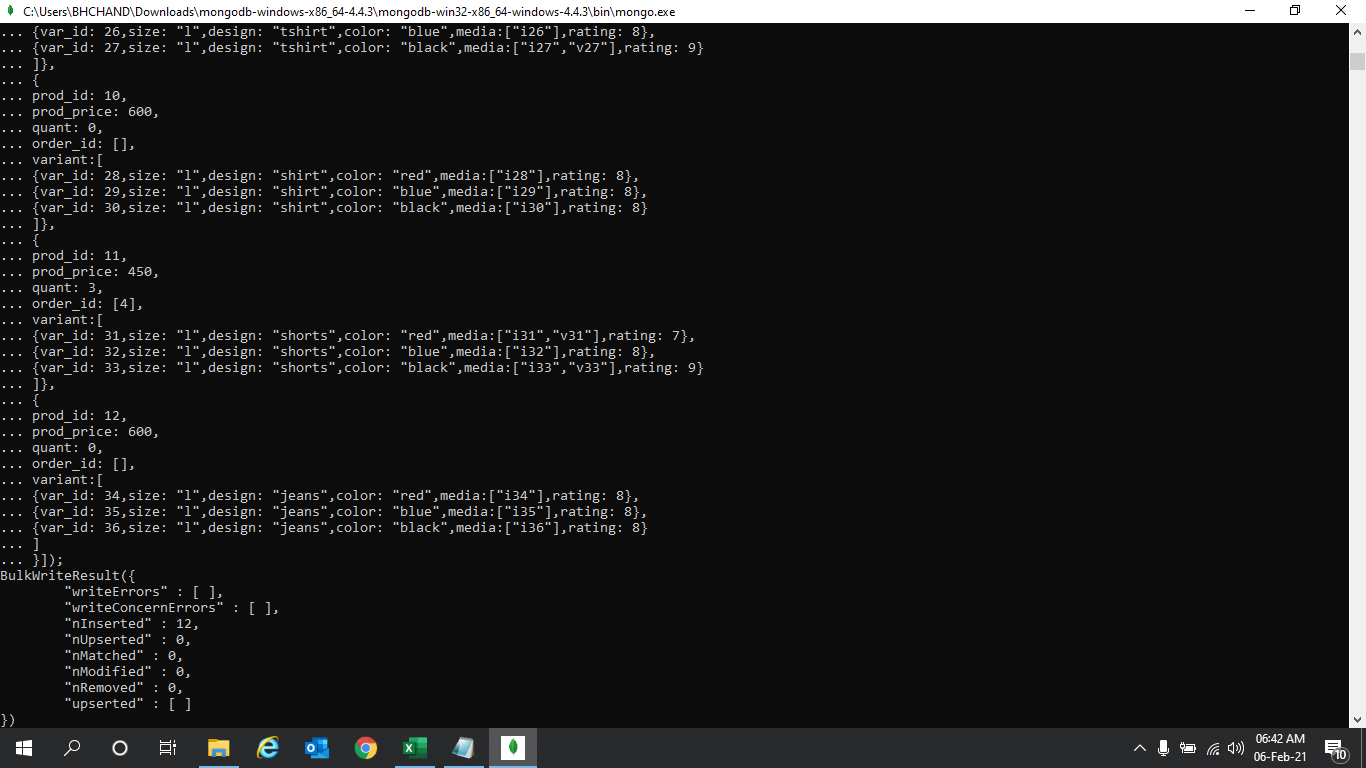 C:\Users\BHCHAND\Downloads\mongodb-windows-x86_64-4.4.3\mongodb-win32-x86_64-windows-4.4.3\bin\mongo.exe
... {var_id: 26,size: "l",design: "tshirt",color: "blue",media:["i26"],rating: 8},
... {var_id: 27,size: "l",design: "tshirt",color: "black",media:["i27","v27"],rating: 9}
... ]},
... {
... prod_id: 10,
... prod_price: 600,
... quant: 0,
... order_id: [],
... variant:[
... {var_id: 28,size: "l",design: "shirt",color: "red",media:["i28"],rating: 8},
... {var_id: 29,size: "l",design: "shirt",color: "blue",media:["i29"],rating: 8},
... {var_id: 30,size: "l",design: "shirt",color: "black",media:["i30"],rating: 8}
... ]},
... {
... prod_id: 11,
... prod_price: 450,
... quant: 3,
... order_id: [4],
... variant:[
... {var_id: 31,size: "l",design: "shorts",color: "red",media:["i31","v31"],rating: 7},
... {var_id: 32,size: "l",design: "shorts",color: "blue",media:["i32"],rating: 8},
... {var_id: 33,size: "l",design: "shorts",color: "black",media:["i33","v33"],rating: 9}
... ]},
... {
... prod_id: 12,
... prod_price: 600,
... quant: 0,
... order_id: [],
... variant:[
... {var_id: 34,size: "l",design: "jeans",color: "red",media:["i34"],rating: 8},
... {var_id: 35,size: "l",design: "jeans",color: "blue",media:["i35"],rating: 8},
... {var_id: 36,size: "l",design: "jeans",color: "black",media:["i36"],rating: 8}
... ]
... }]);
BulkWriteResult({
        "writeErrors" : [ ],
        "writeConcernErrors" : [ ],
        "nInserted" : 12,
        "nUpserted" : 0,
        "nMatched" : 0,
        "nModified" : 0,
        "nRemoved" : 0,
        "upserted" : [ ]
})
06:42 AM
06-Feb-21
10